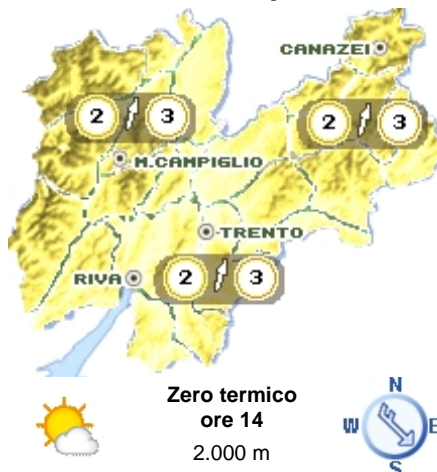 CANAZEI
2 3
2 3
M.CAMPIGLIO
TRENTO
RIVA
2 3
Zero termico
ore 14
2.000 m
N
W E
S